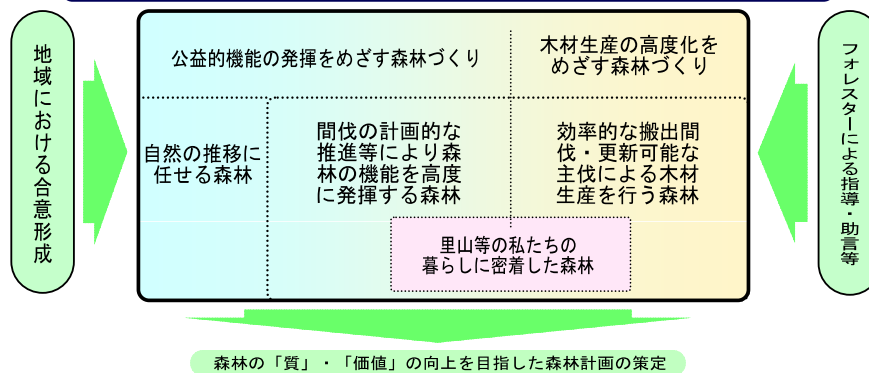 地域における合意形成
公益的機能の発揮をめざす森林づくり
木材生産の高度化を
めざす森林づくり
自然の推移に
任せる森林
間伐の計画的な
推進等により森
林の機能を高度
に発揮する森林
効率的な搬出間
伐・更新可能な
主伐による木材
生産を行う森林
里山等の私たちの
暮らしに密着した森林
フォレスターによる指導・助言等
森林の「質」・「価値」の向上を目指した森林計画の策定